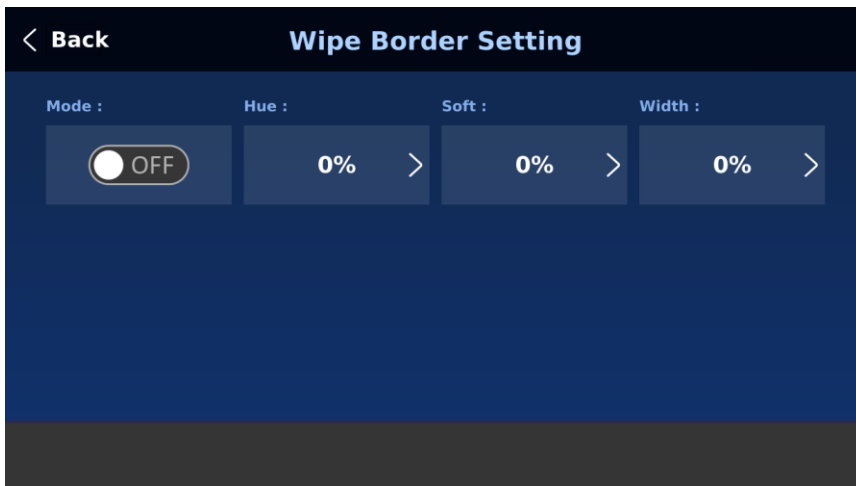 Back
Wipe Border Setting
Mode :
Hue :
Soft :
Width :
OFF
0%
0%
0%